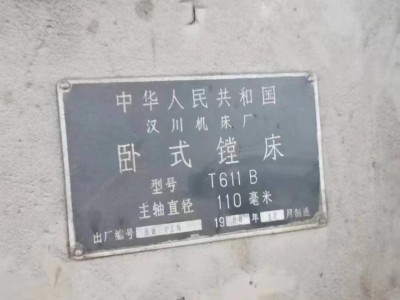 中华人民共和国
汉川机床厂
卧式镗床
型号 T611B
主轴直径 110毫米
出厂编号 19 年 月制造